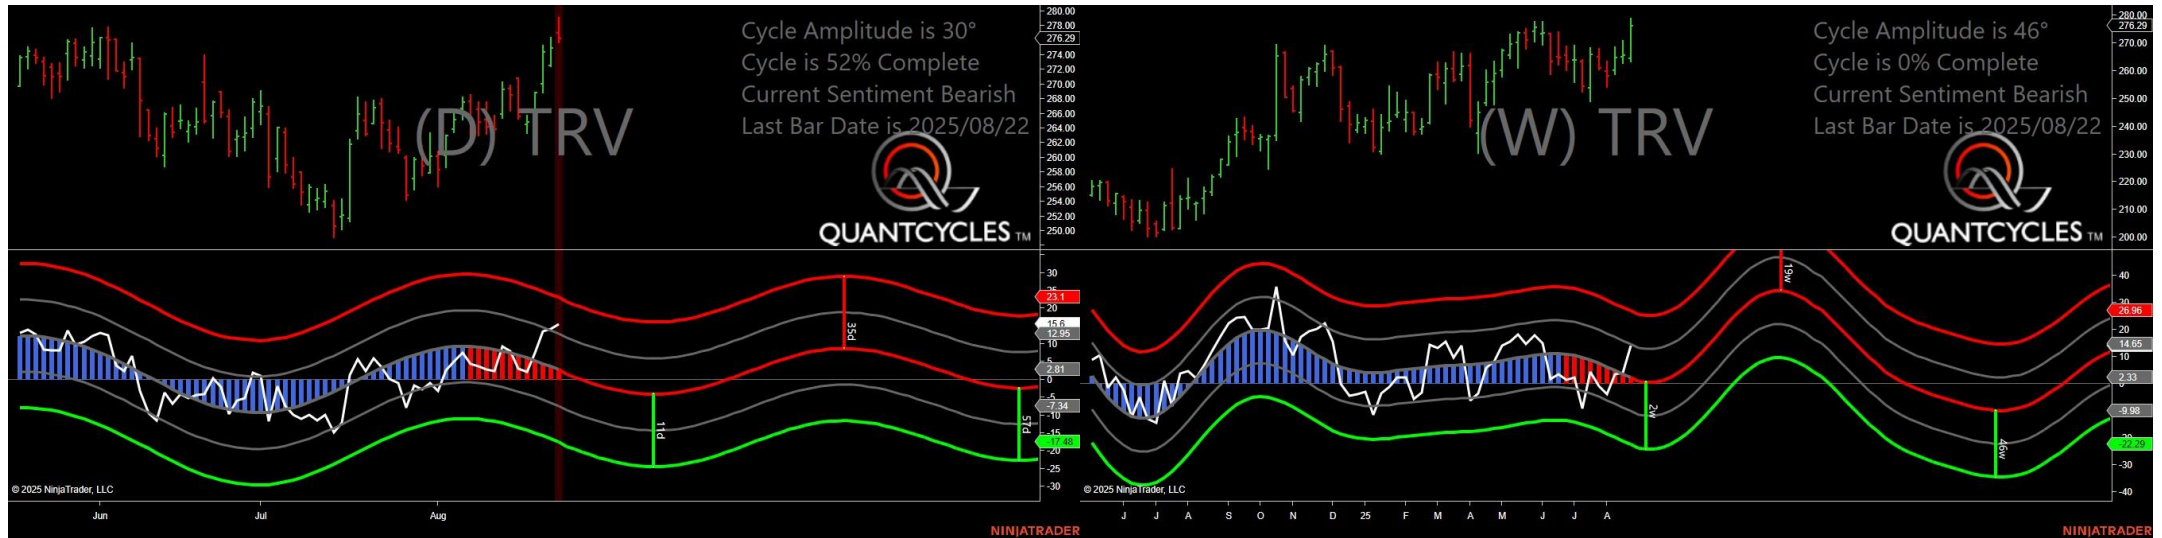 Cycle Amplitude is 30°
Cycle is 52% Complete
Current Sentiment Bearish
Last Bar Date is 2025/08/22
(D) TRV
QUANTCYCLES TM
280.00
278.00
276.29
274.00
272.00
270.00
268.00
266.00
264.00
262.00
260.00
258.00
256.00
254.00
252.00
250.00
30
23.1
20
15.6
12.95
10
2.81
0
-7.34
-10
-15
-17.48
-20
-25
-30
11d
35d
57d
© 2025 NinjaTrader, LLC
Jun
Jul
Aug
NINJATRADER
Cycle Amplitude is 46°
Cycle is 0% Complete
Current Sentiment Bearish
Last Bar Date is 2025/08/22
(W) TRV
QUANTCYCLES TM
280.00
276.29
270.00
260.00
250.00
240.00
230.00
220.00
210.00
200.00
40
30
26.96
20
14.65
10
2.33
-9.98
-22.29
-30
-40
2w
19w
46w
© 2025 NinjaTrader, LLC
J
J
A
S
O
N
D
25
F
M
A
M
J
J
A
NINJATRADER